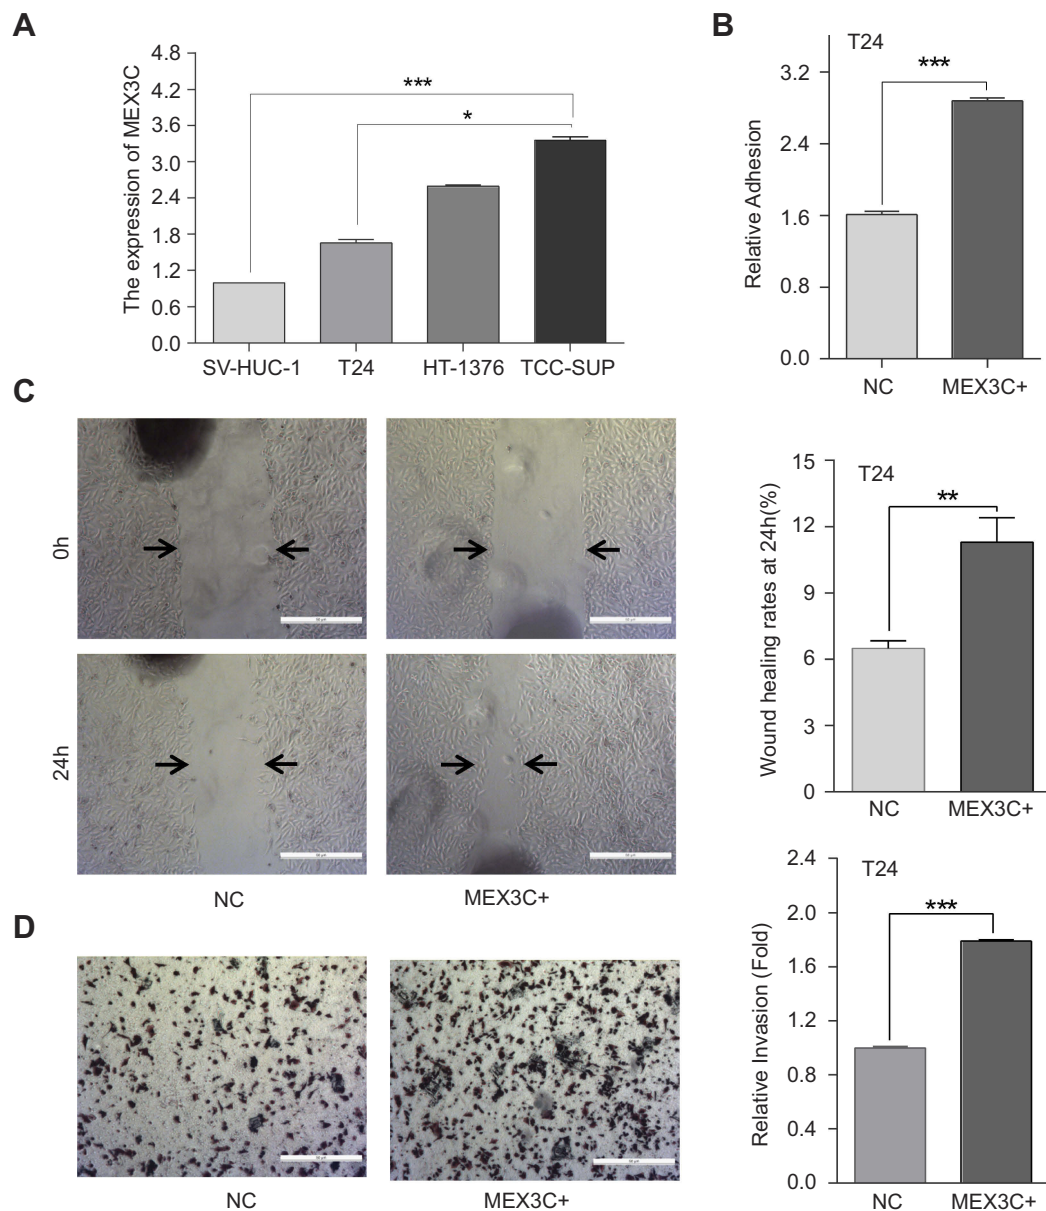 A
The expression of MEX3C
4.8
4.2
3.6
3.0
2.4
1.8
1.2
0.6
0.0
***
*
SV-HUC-1 T24 HT-1376 TCC-SUP
B
T24
***
Relative Adhesion
3.2
2.4
1.6
0.8
0.0
NC MEX3C+
C
0h
24h
NC MEX3C+
T24
**
Wound healing rates at 24h(%)
15
12
9
6
3
0
NC MEX3C+
D
NC MEX3C+
T24
***
Relative Invasion (Fold)
2.4
2.0
1.6
1.2
0.8
0.4
0.0
NC MEX3C+